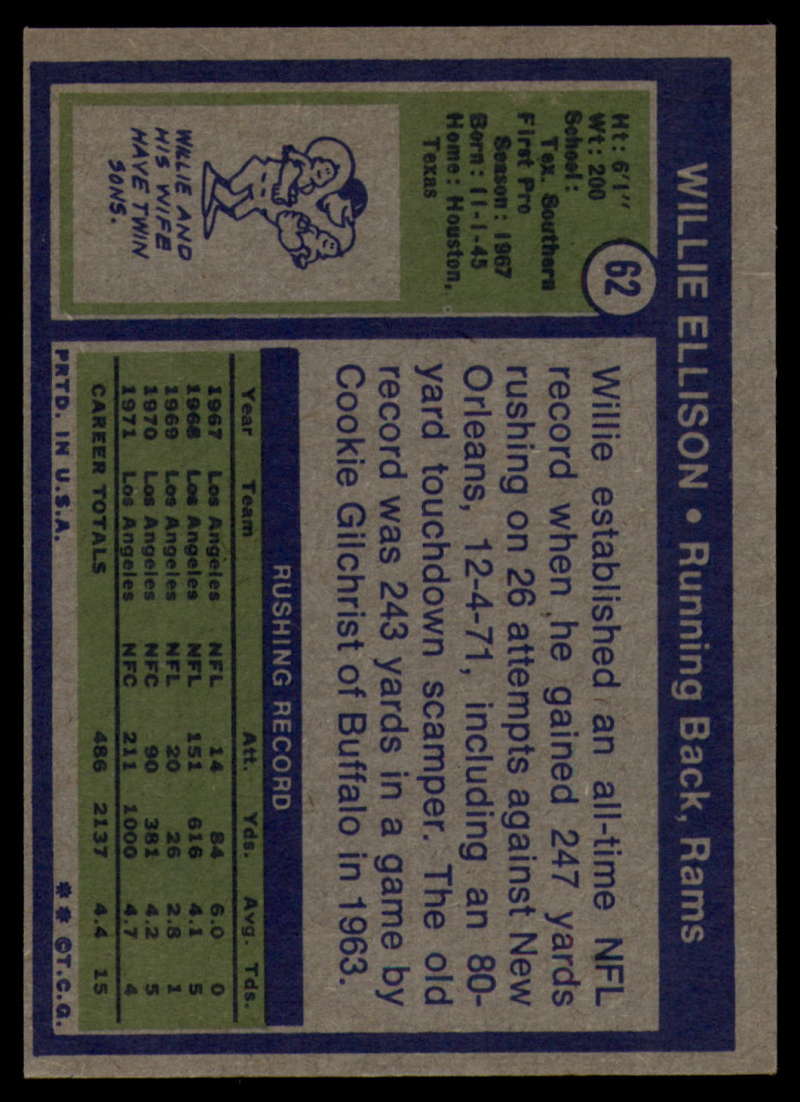 WILLIE ELLISON • Running Back, Rams
62
Ht: 6'1"
Wt: 200
School:
Tex. Southern
First Pro
Season: 1967
Born: 11-1-45
Home: Houston,
Texas
WILLIE AND
HIS WIFE
HAVE TWIN
SONS.
Willie established an all-time NFL
record when he gained 247 yards
rushing on 26 attempts against New
Orleans, 12-4-71, including an 80-
yard touchdown scamper. The old
record was 243 yards in a game by
Cookie Gilchrist of Buffalo in 1963.
RUSHING RECORD
Year Team Att. Yds. Avg. Tds.
1967 Los Angeles NFL 14 84 6.0 0
1968 Los Angeles NFL 151 616 4.1 5
1969 Los Angeles NFL 20 26 2.8 1
1970 Los Angeles NFC 90 381 4.2 5
1971 Los Angeles NFC 211 1000 4.7 4
CAREER TOTALS 486 2137 4.4 15
PRTD. IN U.S.A. ** ©T.C.G.